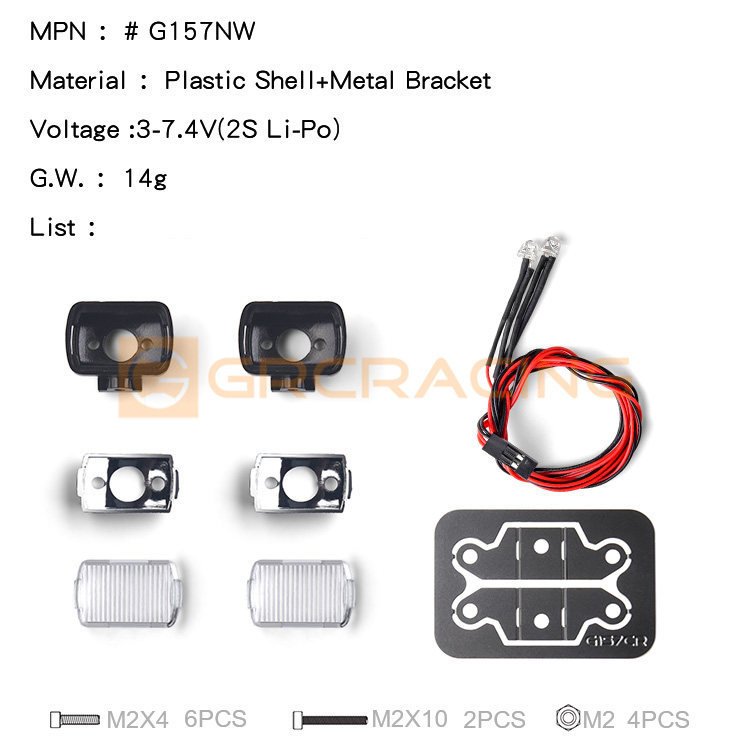 MPN : # G157NW
Material : Plastic Shell+Metal Bracket
Voltage :3-7.4V(2S Li-Po)
G.W. : 14g
List :
GRCRACING
G157CR
M2X4 6PCS M2X10 2PCS M2 4PCS